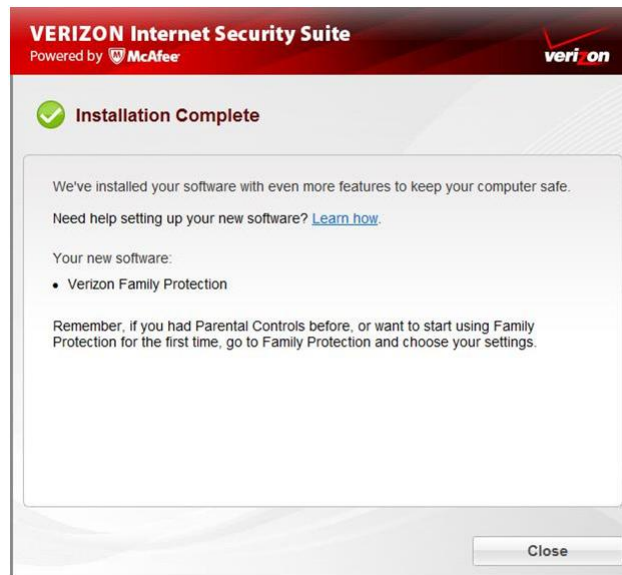 VERIZON Internet Security Suite
Powered by McAfee
verizon
Installation Complete
We've installed your software with even more features to keep your computer safe.
Need help setting up your new software? Learn how.
Your new software:
• Verizon Family Protection
Remember, if you had Parental Controls before, or want to start using Family
Protection for the first time, go to Family Protection and choose your settings.
Close